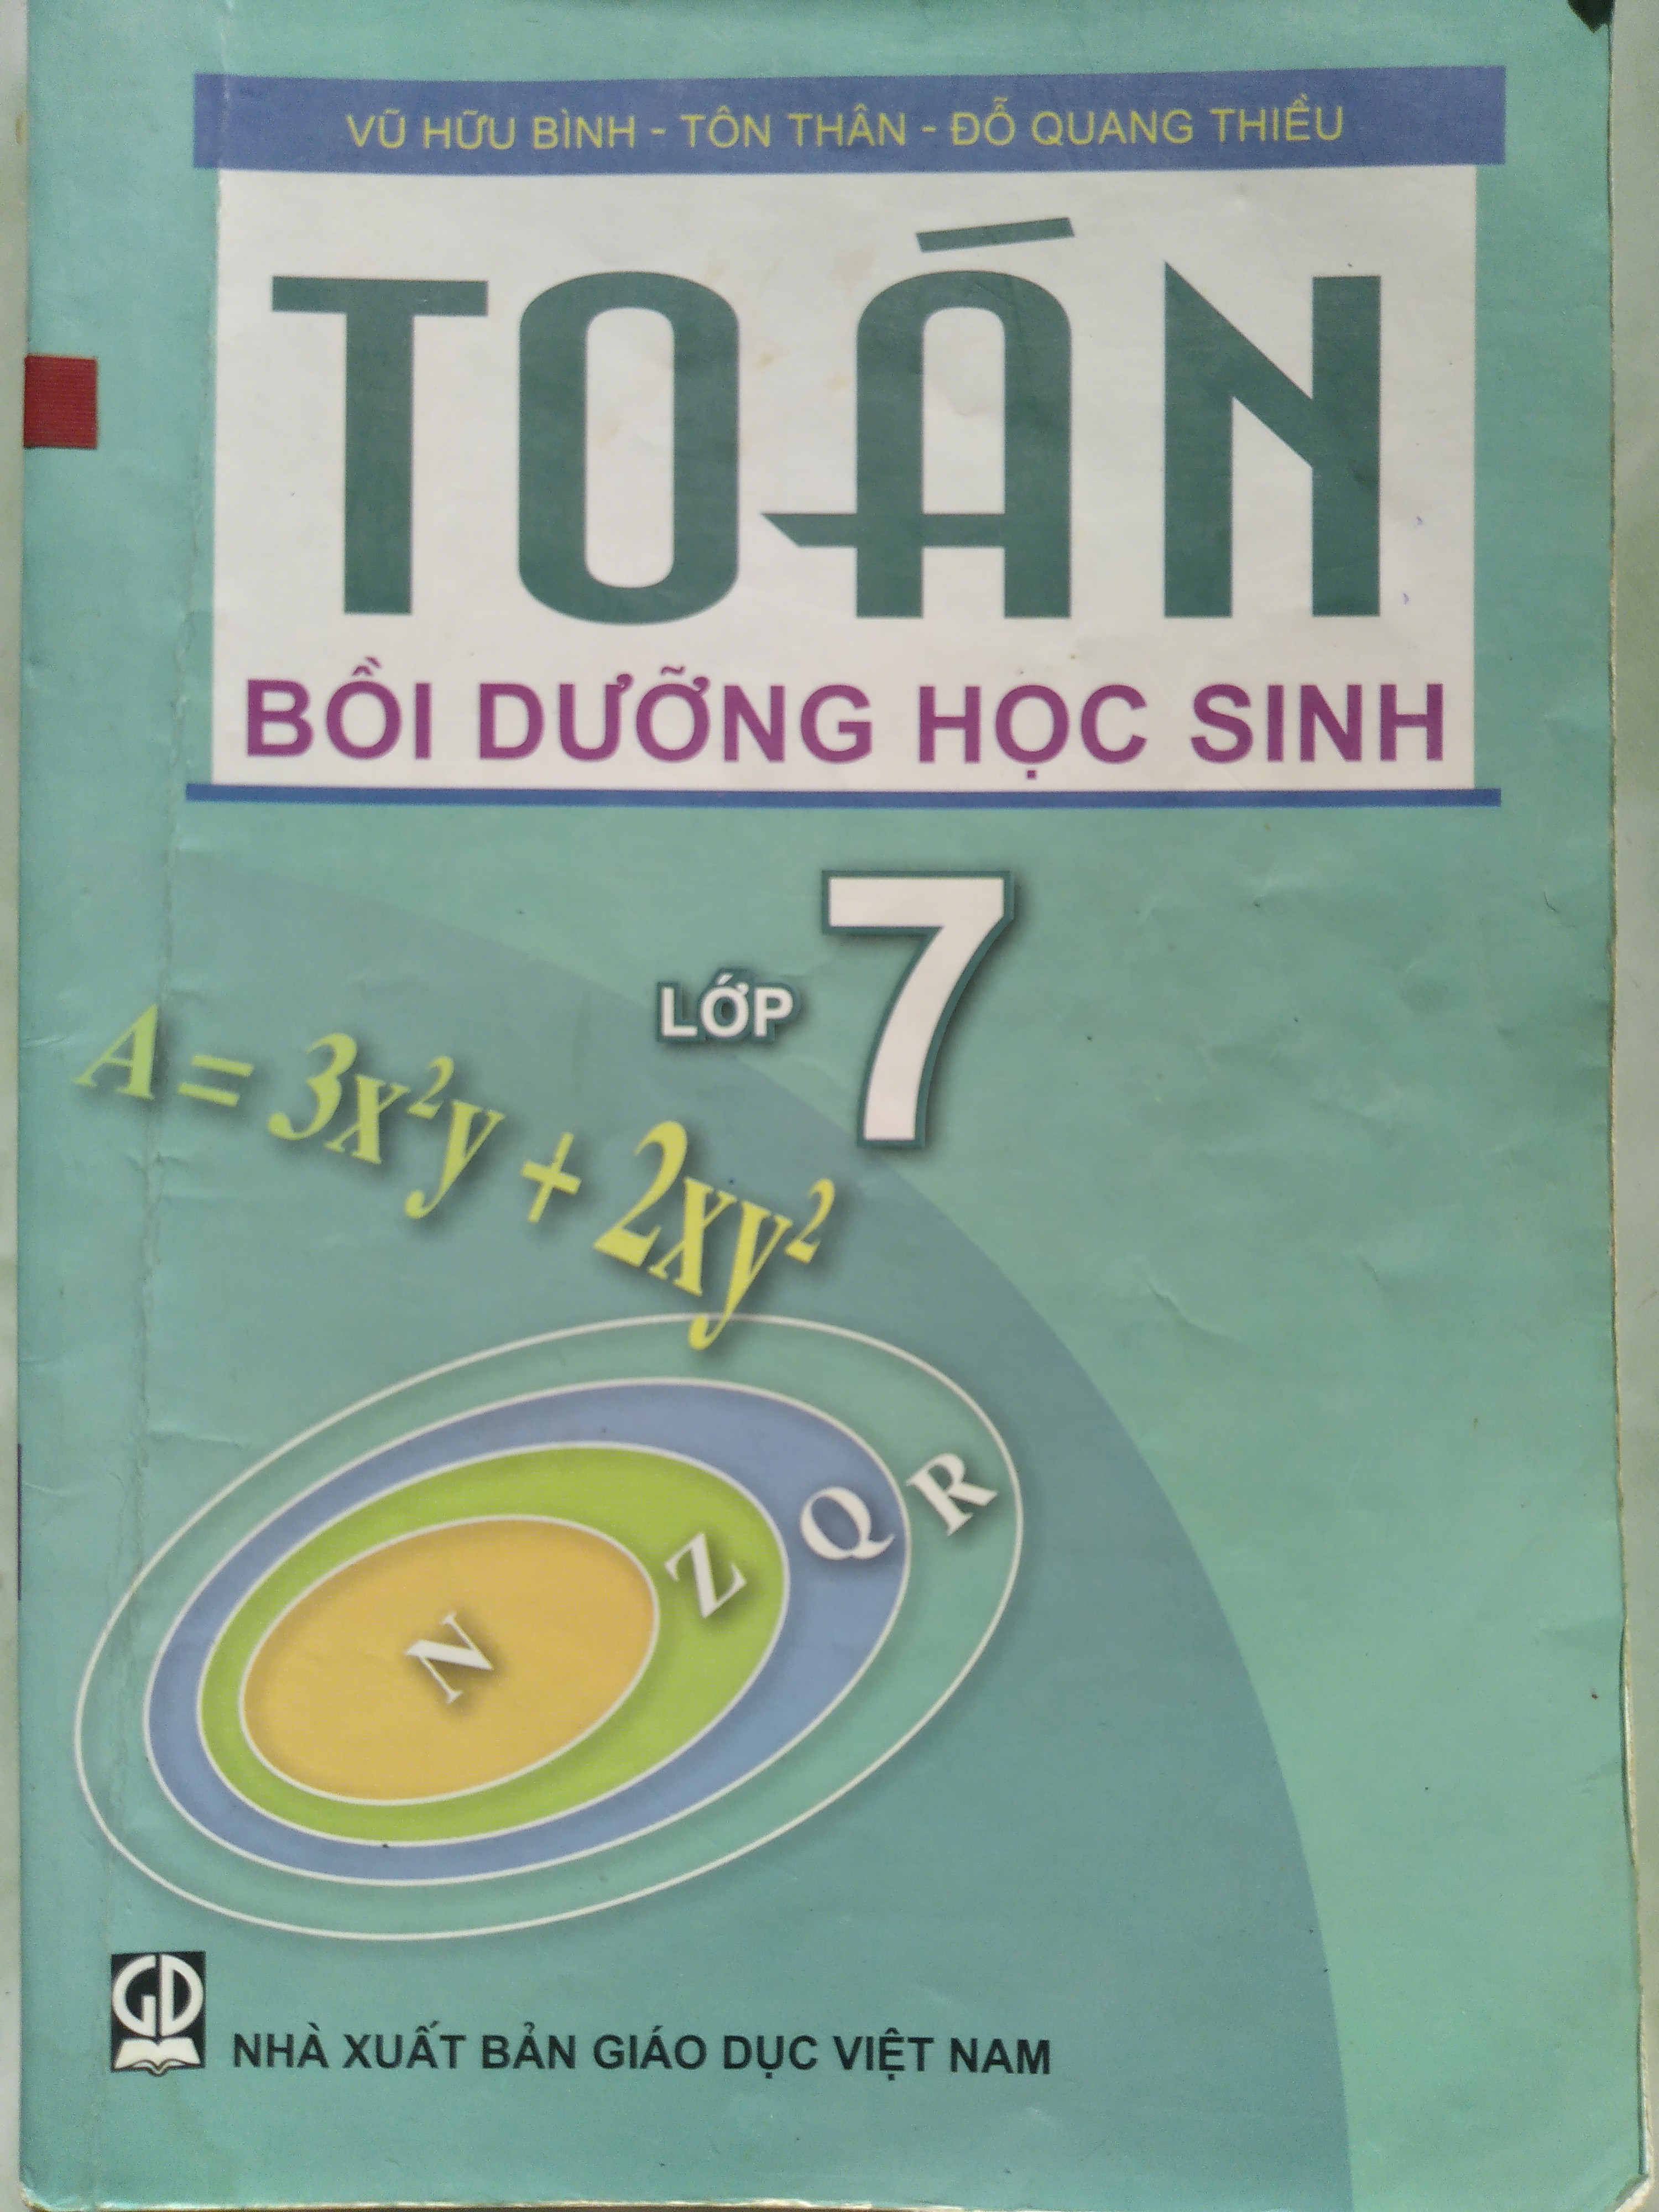 VŨ HỮU BÌNH - TÔN THÂN - ĐỖ QUANG THIỀU
TOÁN
BỒI DƯỠNG HỌC SINH
LỚP 7
A = 3x²y + 2xy²
N Z Q R
GD
NHÀ XUẤT BẢN GIÁO DỤC VIỆT NAM